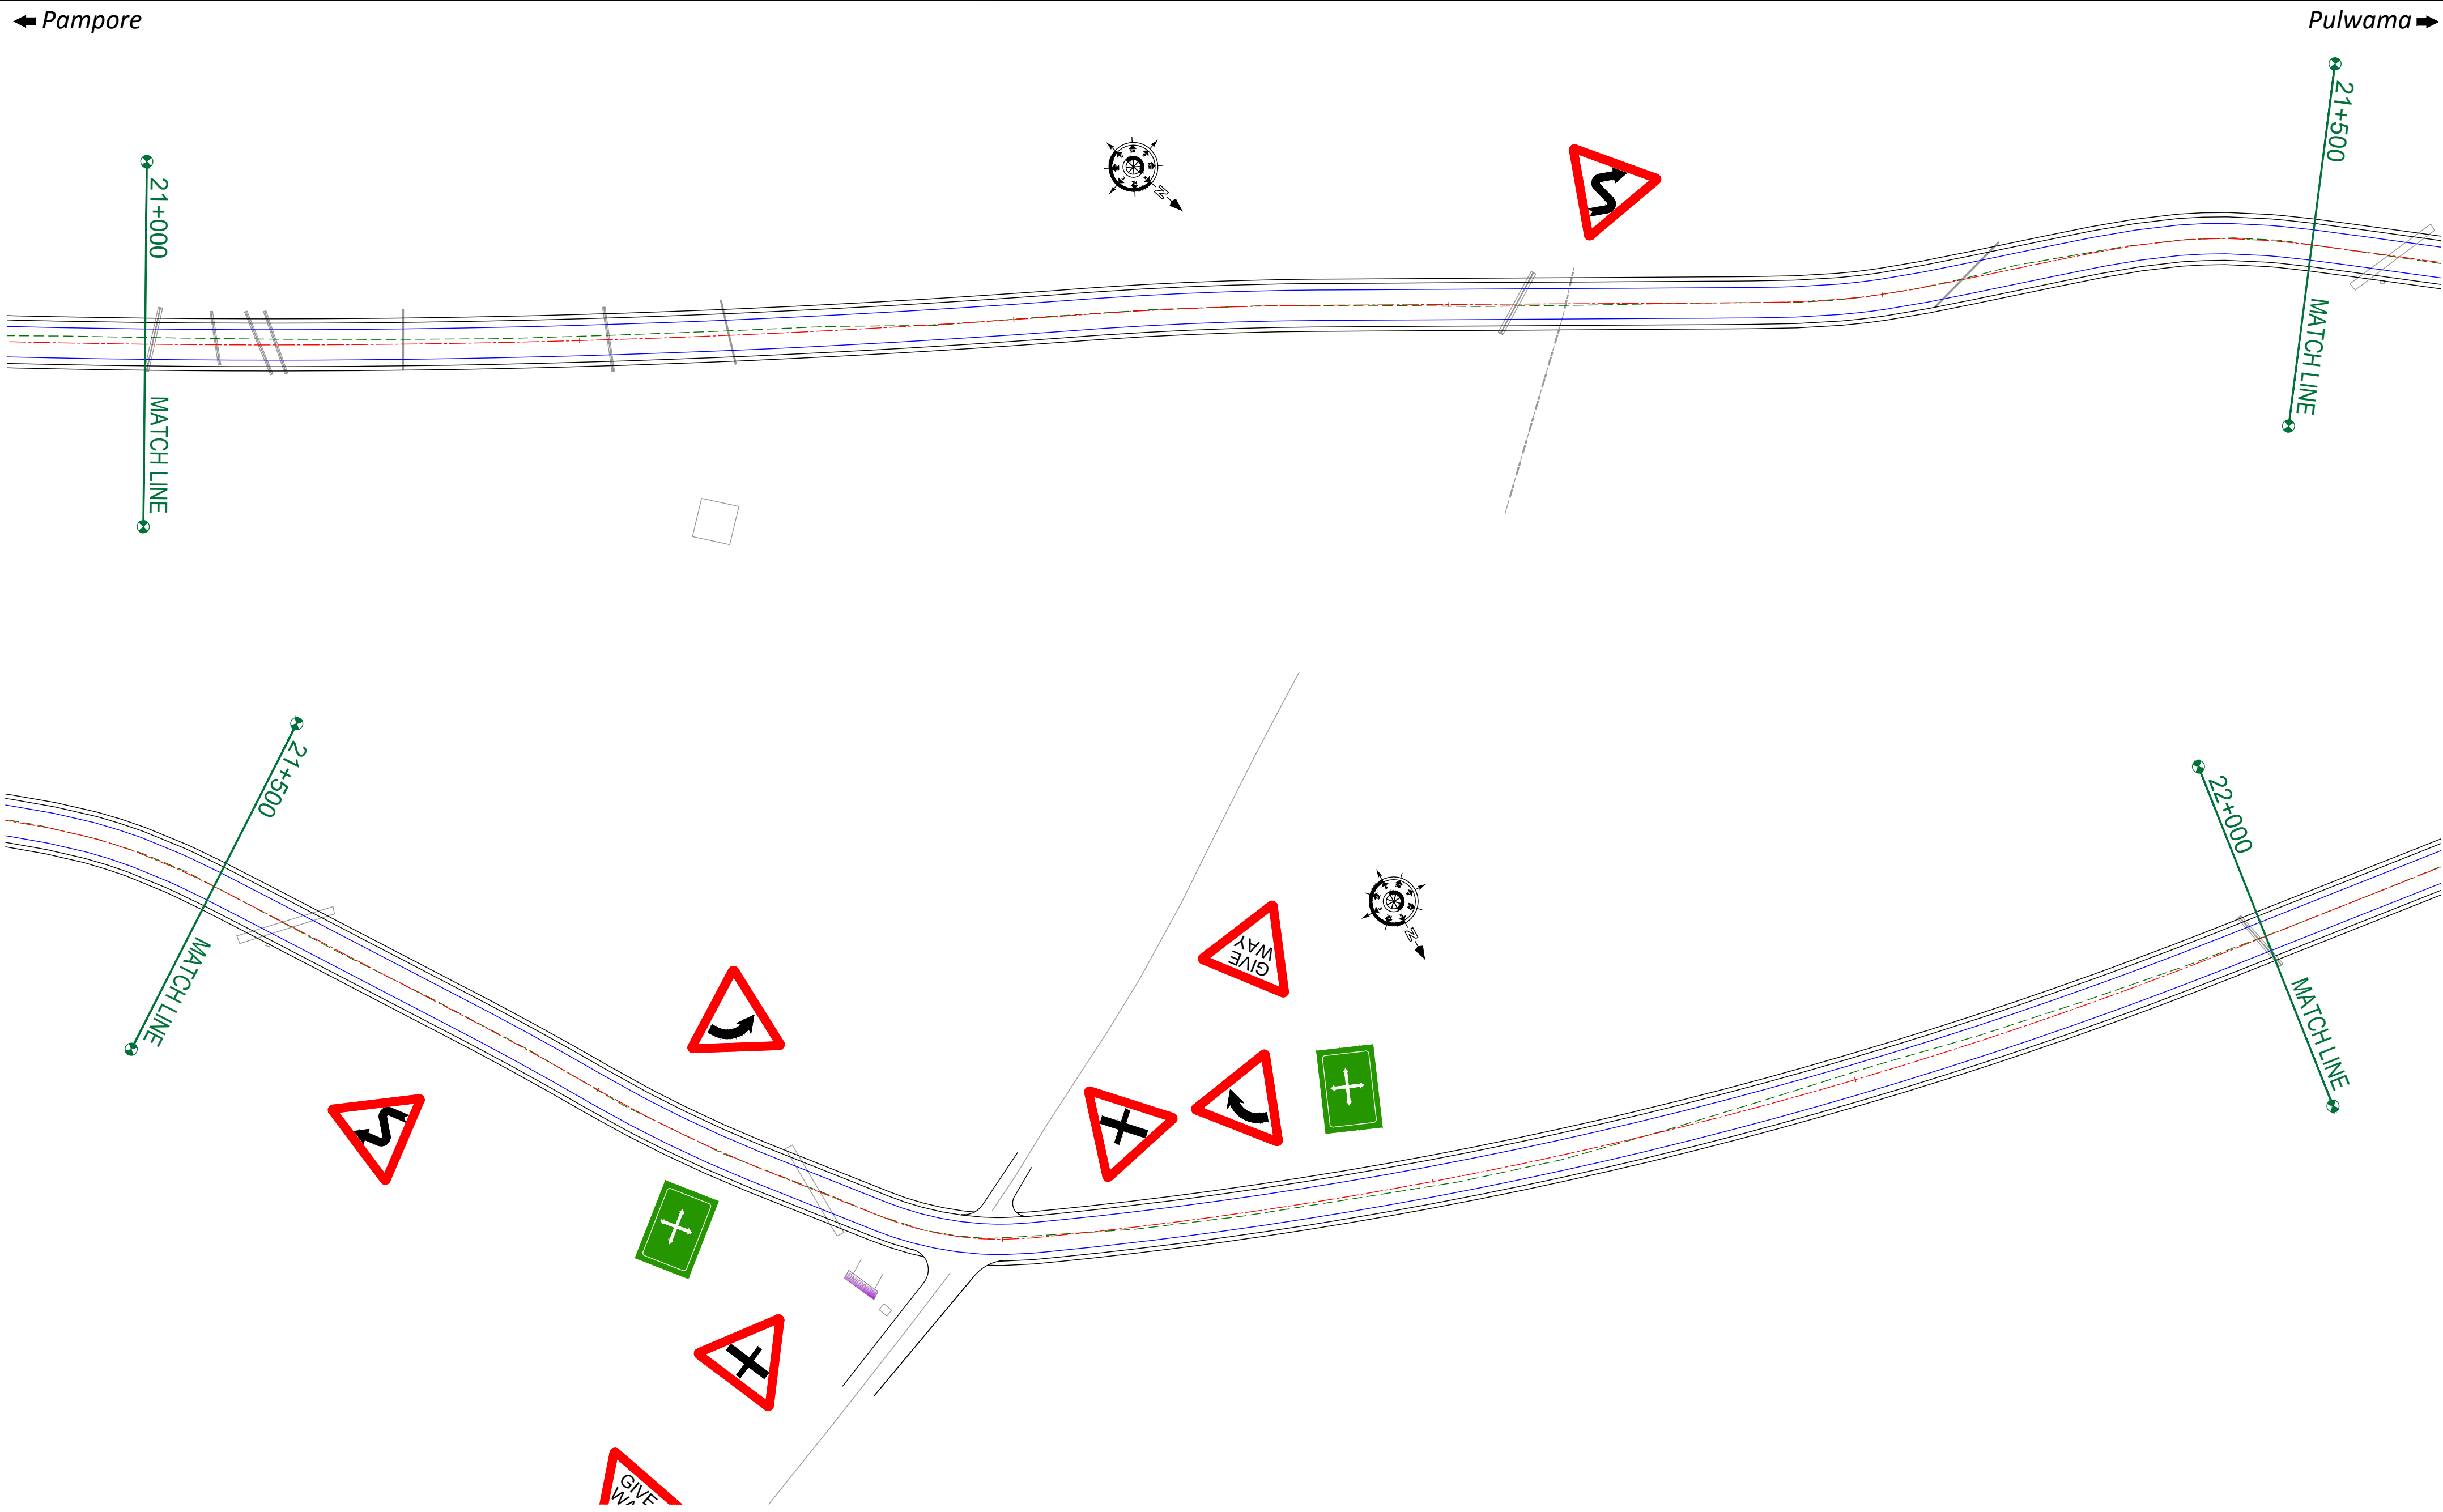 Pampore
Pulwama
21+000
MATCH LINE
N
21+500
MATCH LINE
21+500
MATCH LINE
GIVE
WAY
N
22+000
MATCH LINE
GIVE